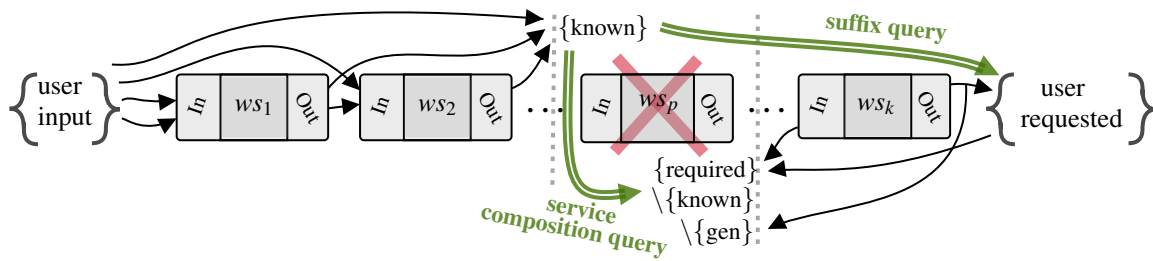 {known}
suffix query
{ user input }
In ws1 Out
In ws2 Out
...
In wsp Out
...
In wsk Out
{ user requested }
{required}
\{known}
\{gen}
service
composition query